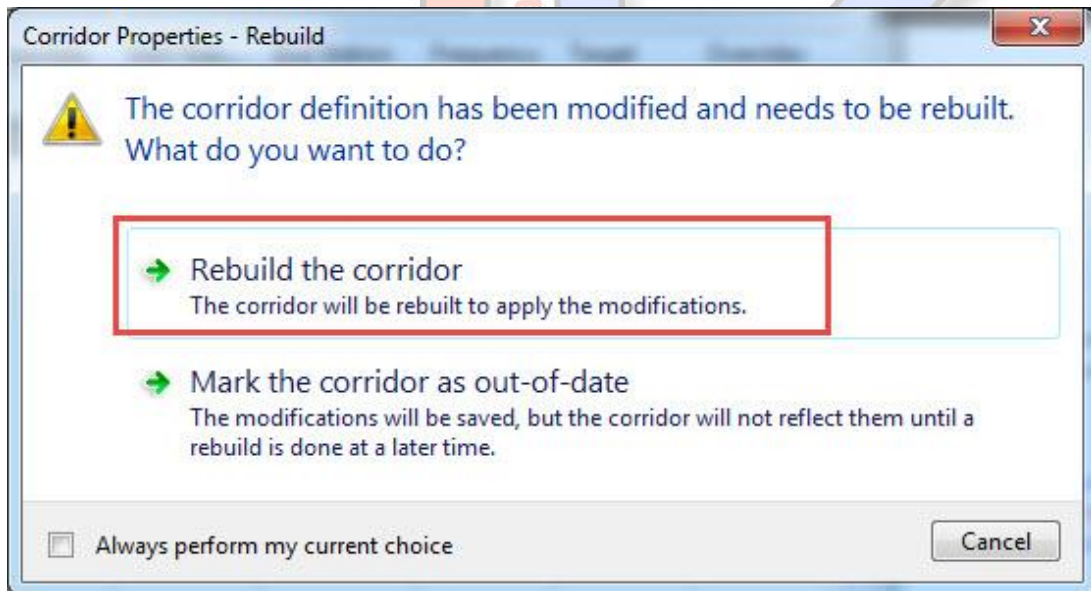 Corridor Properties - Rebuild
The corridor definition has been modified and needs to be rebuilt.
What do you want to do?
Rebuild the corridor
The corridor will be rebuilt to apply the modifications.
Mark the corridor as out-of-date
The modifications will be saved, but the corridor will not reflect them until a
rebuild is done at a later time.
Always perform my current choice
Cancel